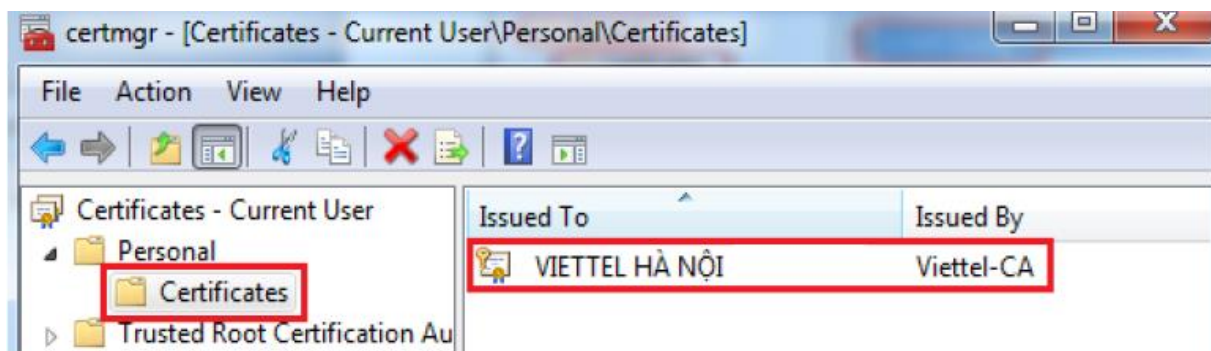 certmgr - [Certificates - Current User\Personal\Certificates]
File Action View Help
Certificates - Current User
Personal
Certificates
Trusted Root Certification Au
Issued To Issued By
VIETTEL HÀ NỘI Viettel-CA